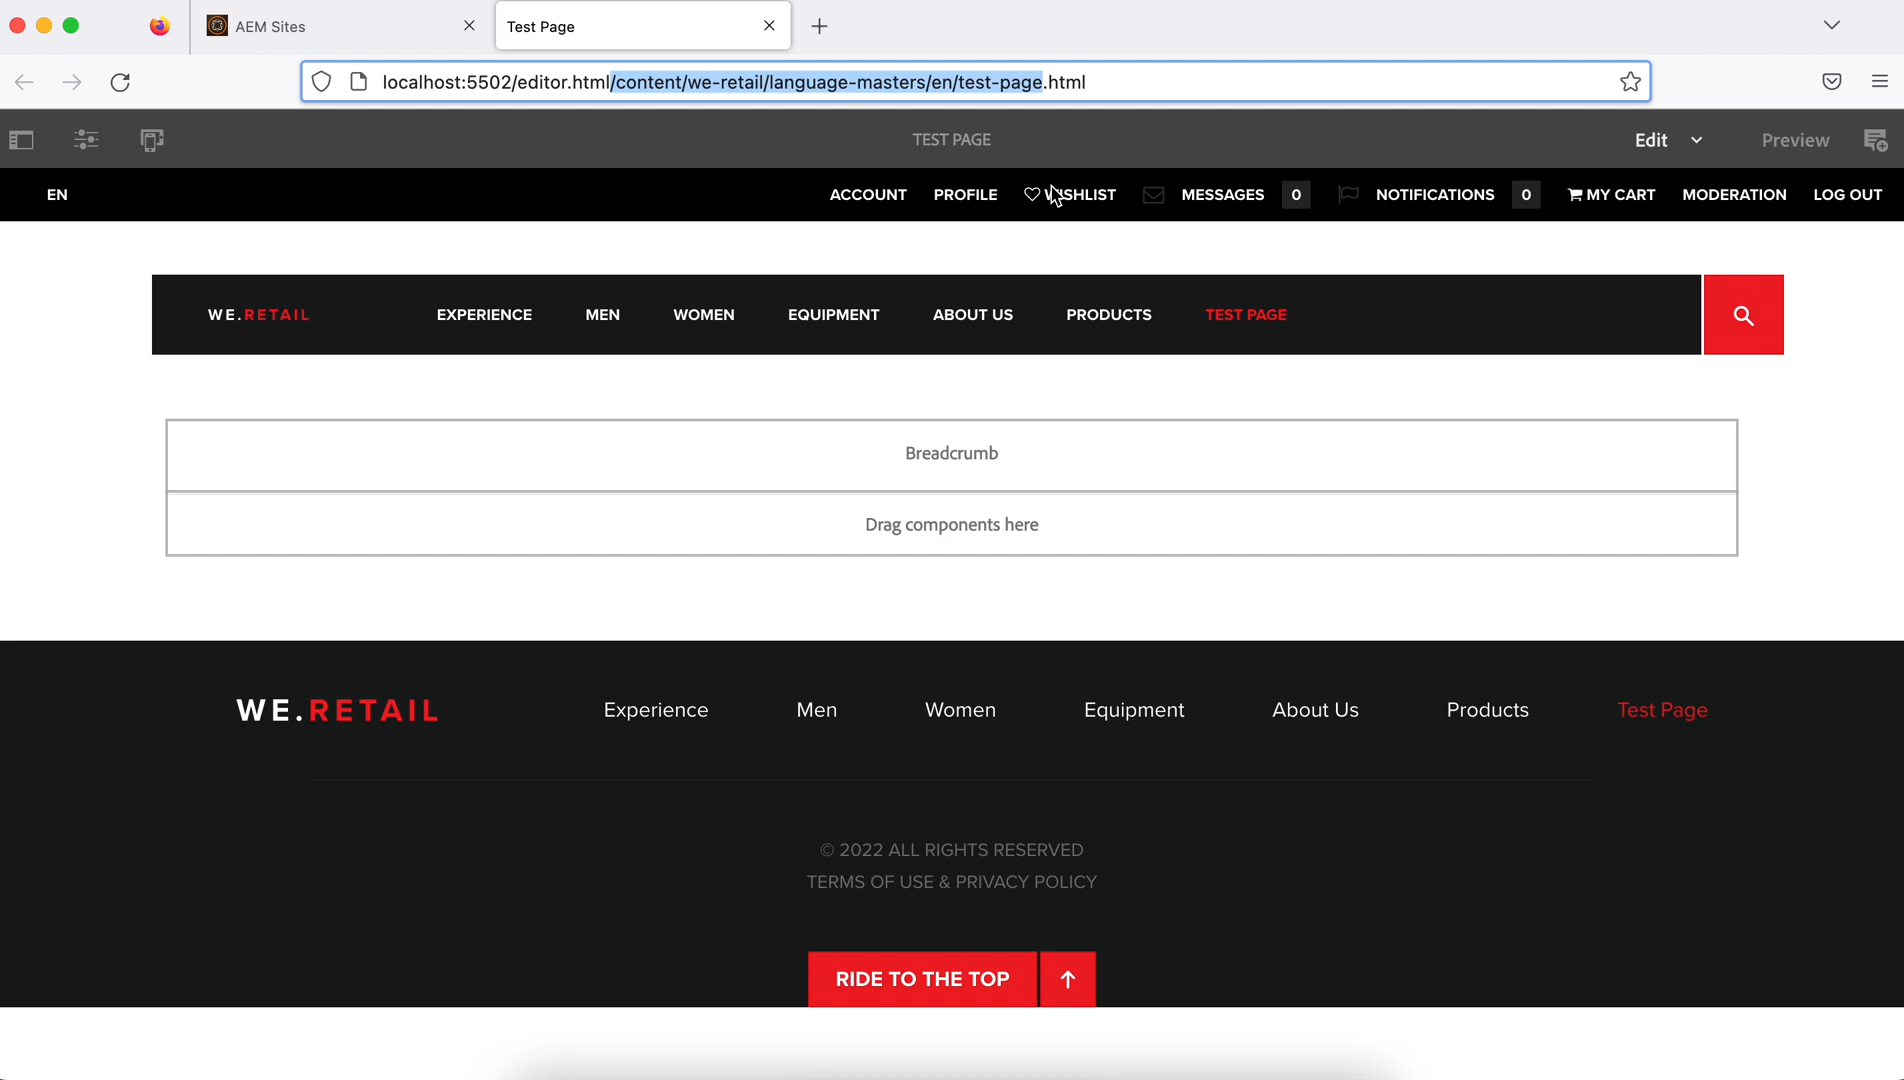 AEM Sites
Test Page
localhost:5502/editor.html/content/we-retail/language-masters/en/test-page.html
TEST PAGE
Edit
Preview
EN
ACCOUNT PROFILE WISHLIST MESSAGES 0 NOTIFICATIONS 0 MY CART MODERATION LOG OUT
WE.RETAIL EXPERIENCE MEN WOMEN EQUIPMENT ABOUT US PRODUCTS TEST PAGE
Breadcrumb
Drag components here
WE.RETAIL Experience Men Women Equipment About Us Products Test Page
© 2022 ALL RIGHTS RESERVED
TERMS OF USE & PRIVACY POLICY
RIDE TO THE TOP